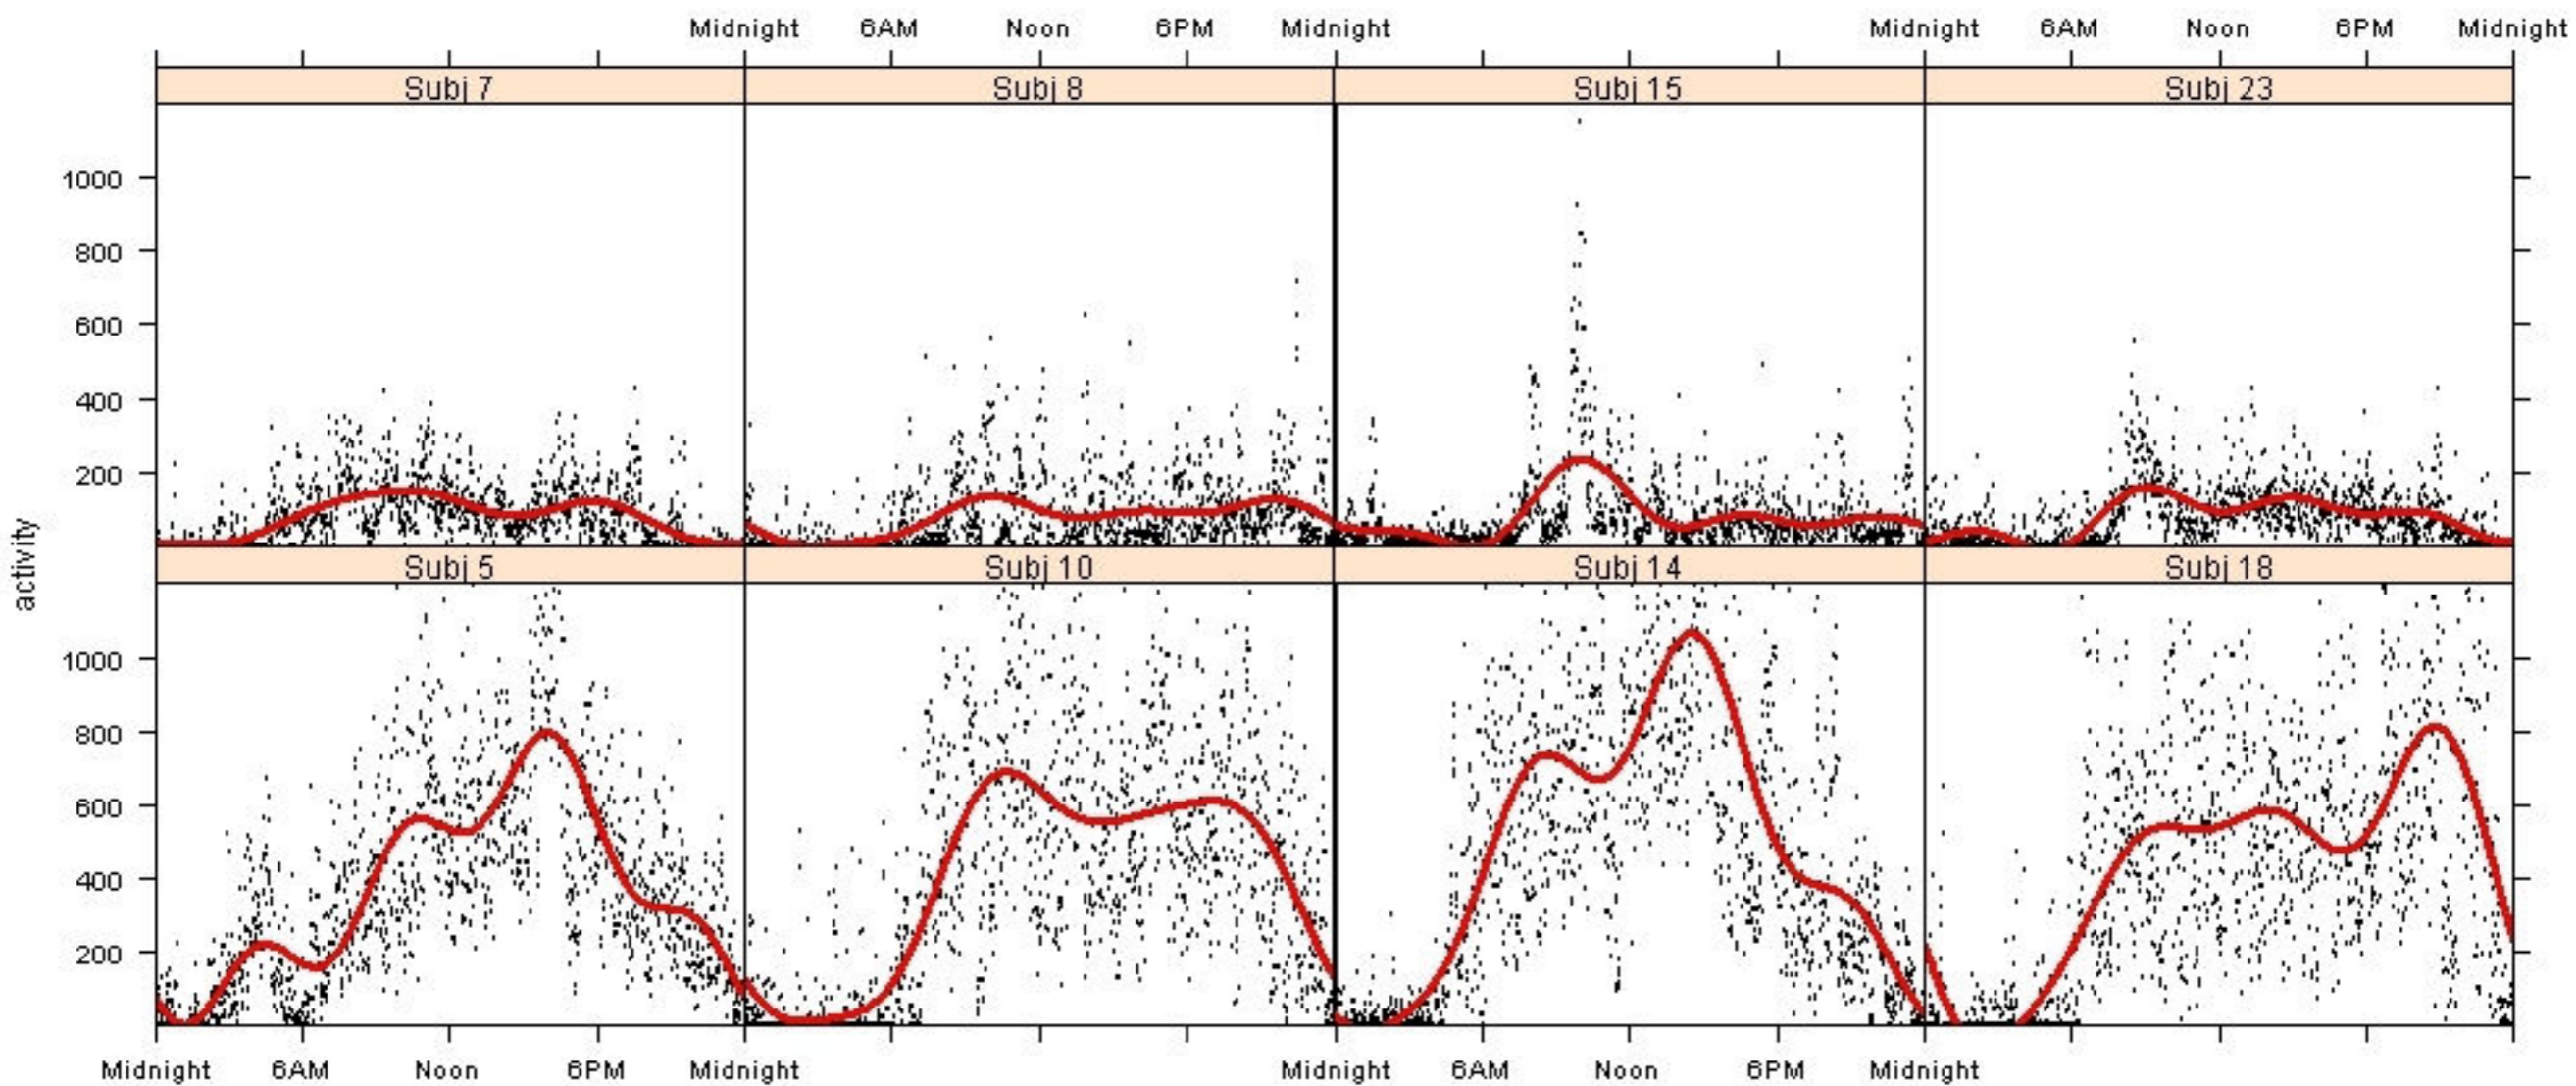 Midnight 6AM Noon 6PM Midnight Midnight 6AM Noon 6PM Midnight
Subj 7 Subj 8 Subj 15 Subj 23
1000
800
600
400
200
activity
Subj 5 Subj 10 Subj 14 Subj 18
1000
800
600
400
200
Midnight 6AM Noon 6PM Midnight Midnight 6AM Noon 6PM Midnight